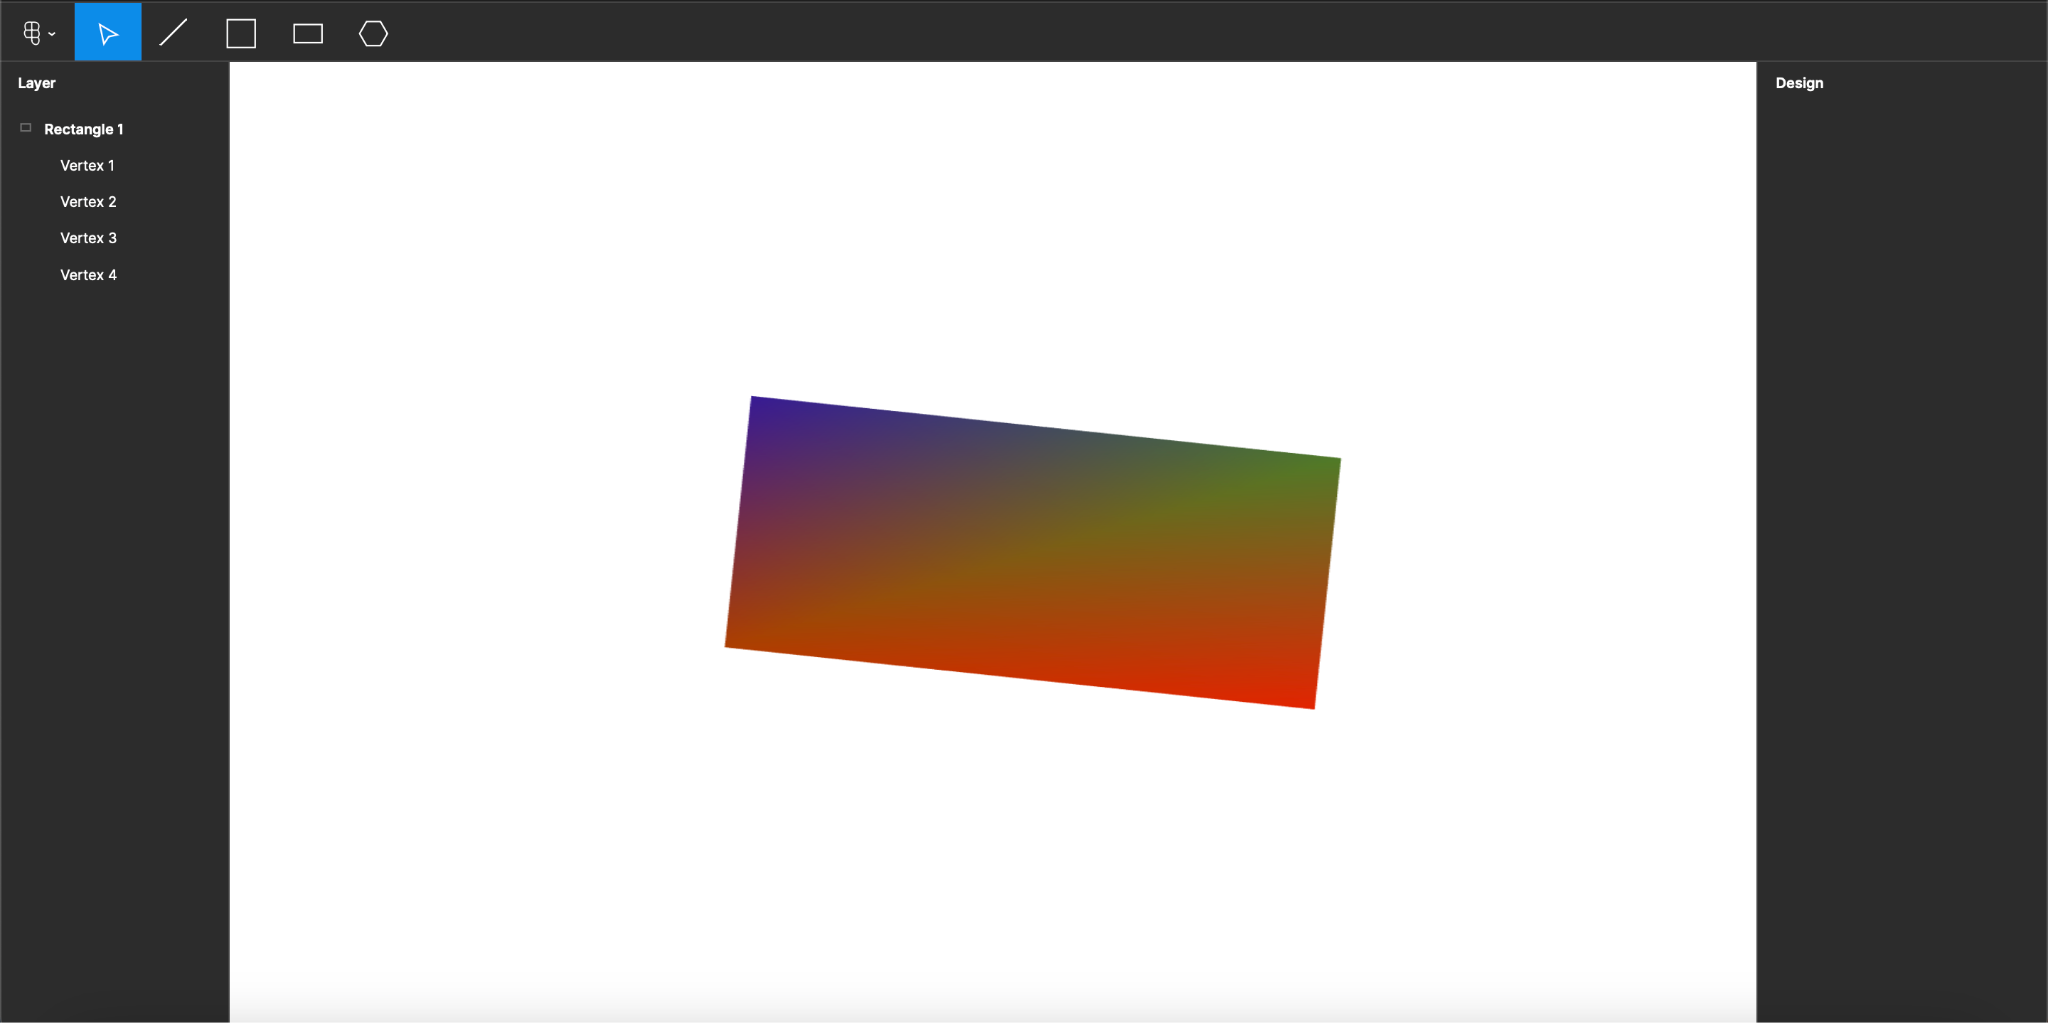 Layer
Rectangle 1
Vertex 1
Vertex 2
Vertex 3
Vertex 4
Design